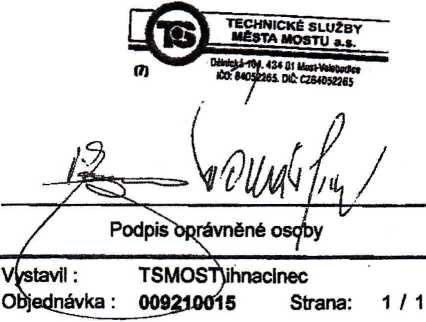 TECHNICKÉ SLUŽBY
MĚSTA MOSTU a.s.
TS
Dělnická 164, 434 01 Most-Velebudice
(7)
IČO: 64052265. DIČ: CZ64052265
Podpis oprávněné osoby
Vystavil : TSMOST\ihnacinec
Objednávka : 009210015 Strana: 1 / 1